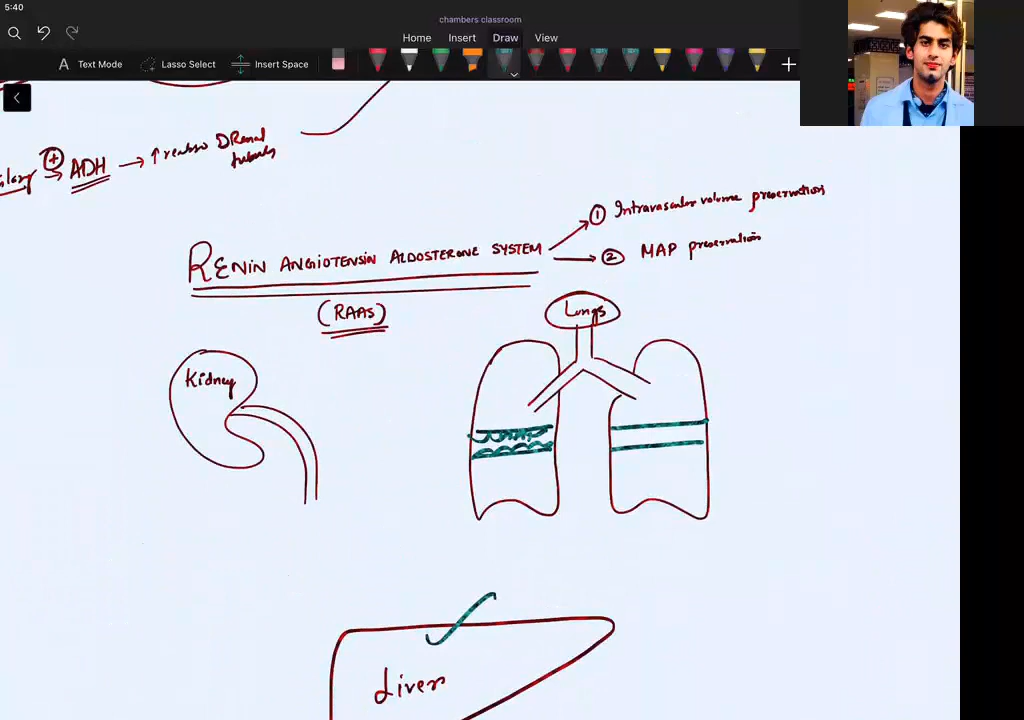 5:40
chambers classroom
Home Insert Draw View
Text Mode Lasso Select Insert Space
⊕ ADH → ↑ reabso D Renal
tubules
① Intravascular volume preservation
RENIN ANGIOTENSIN ALDOSTERONE SYSTEM
② MAP preservation
(RAAS)
Lungs
Kidney
Liver